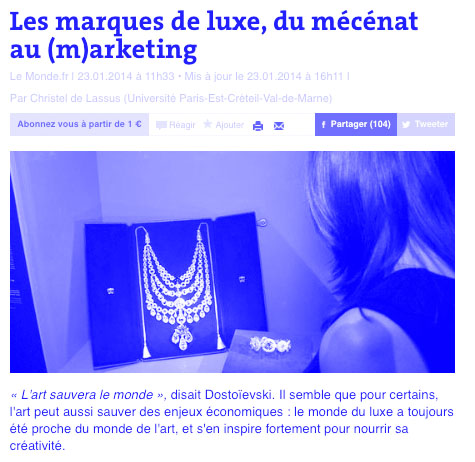 Les marques de luxe, du mécénat
au (m)arketing
Le Monde.fr | 23.01.2014 à 11h33 • Mis à jour le 23.01.2014 à 16h11 |
Par Christel de Lassus (Université Paris-Est-Créteil-Val-de-Marne)
Abonnez vous à partir de 1 € Réagir Ajouter Partager (104) Tweeter
« L'art sauvera le monde », disait Dostoïevski. Il semble que pour certains,
l'art peut aussi sauver des enjeux économiques : le monde du luxe a toujours
été proche du monde de l'art, et s'en inspire fortement pour nourrir sa
créativité.